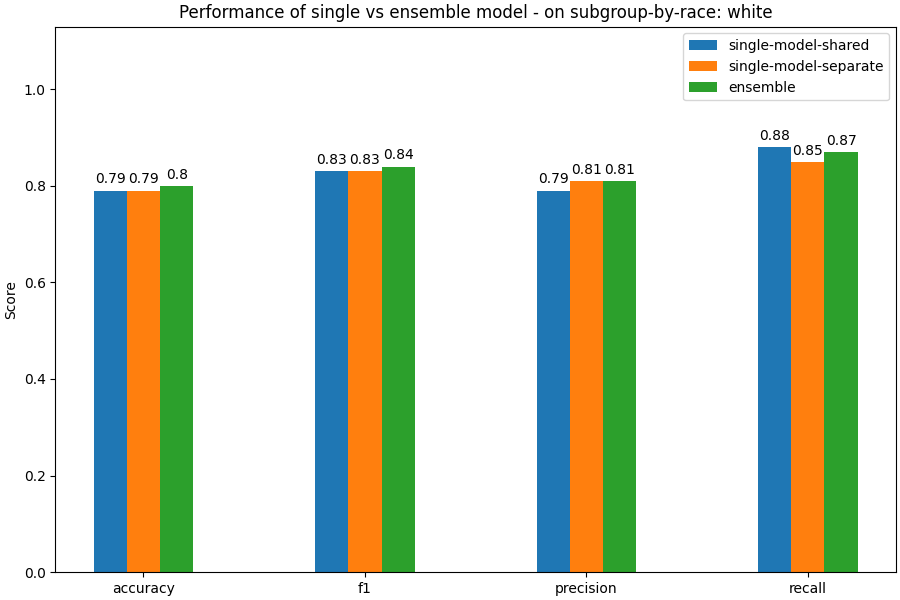 Performance of single vs ensemble model - on subgroup-by-race: white
single-model-shared
single-model-separate
ensemble
1.0
0.8
0.6
0.4
0.2
0.0
Score
0.79 0.79 0.8
0.83 0.83 0.84
0.79 0.81 0.81
0.88 0.85 0.87
accuracy f1 precision recall